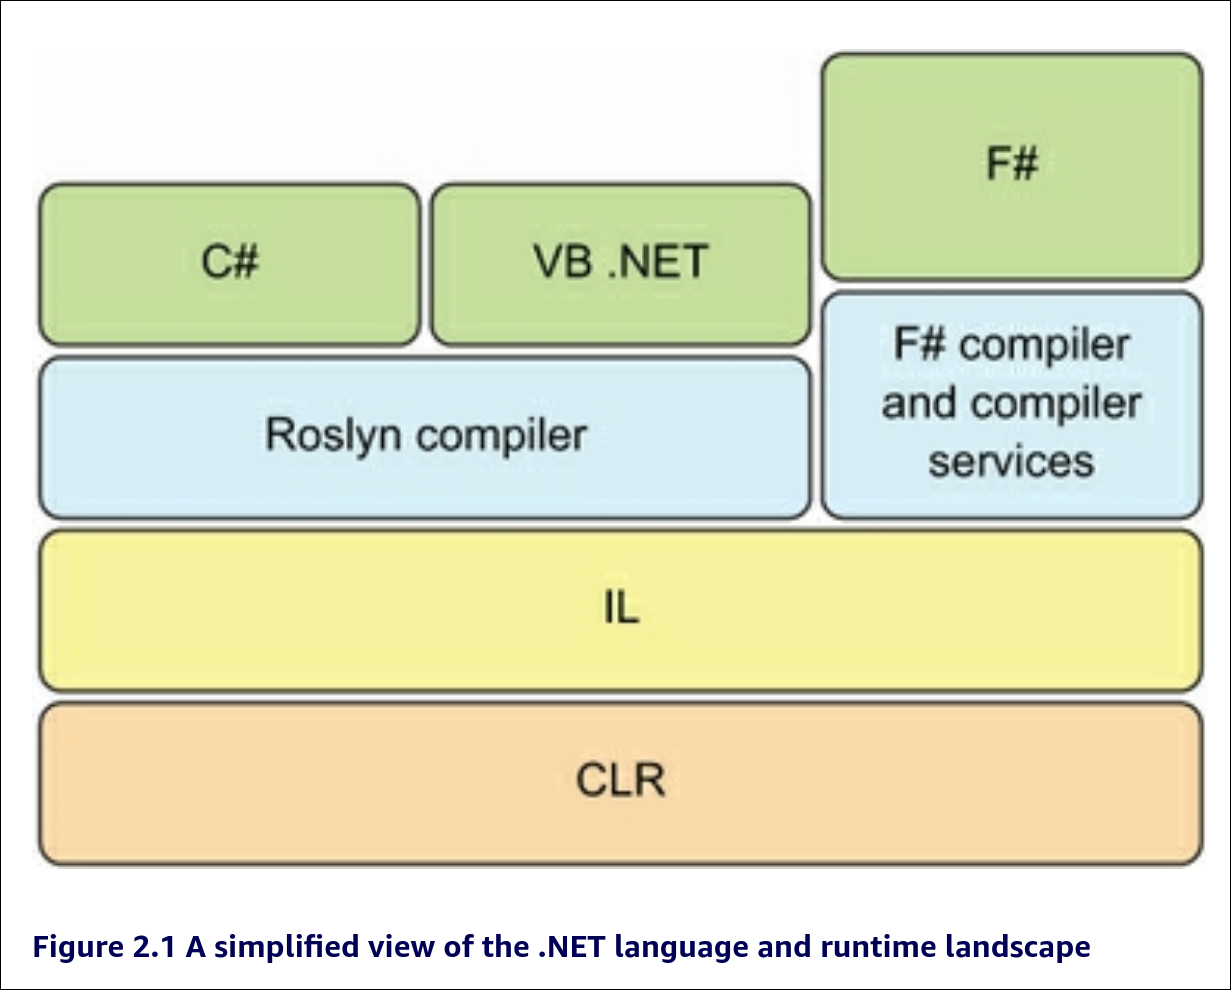 F#
C#
VB .NET
F# compiler
and compiler
services
Roslyn compiler
IL
CLR
Figure 2.1 A simplified view of the .NET language and runtime landscape